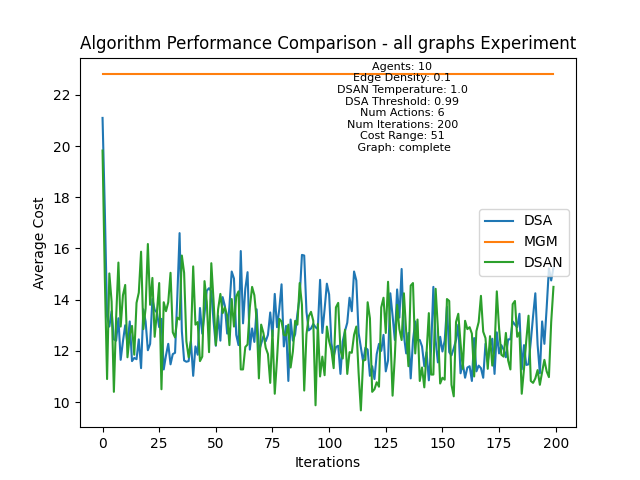 Algorithm Performance Comparison - all graphs Experiment
Agents: 10
Edge Density: 0.1
DSAN Temperature: 1.0
DSA Threshold: 0.99
Num Actions: 6
Num Iterations: 200
Cost Range: 51
Graph: complete
Average Cost
22
20
18
16
14
12
10
DSA
MGM
DSAN
0
25
50
75
100
125
150
175
200
Iterations